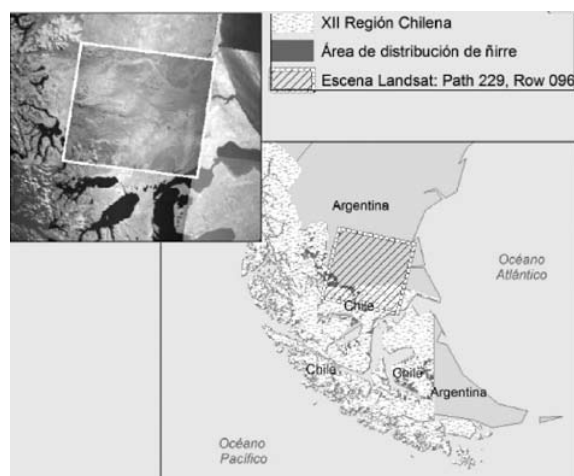 XII Región Chilena
Área de distribución de ñirre
Escena Landsat: Path 229, Row 096
Argentina
Océano
Atlántico
Chile
Chile
Chile
Argentina
Océano
Pacífico